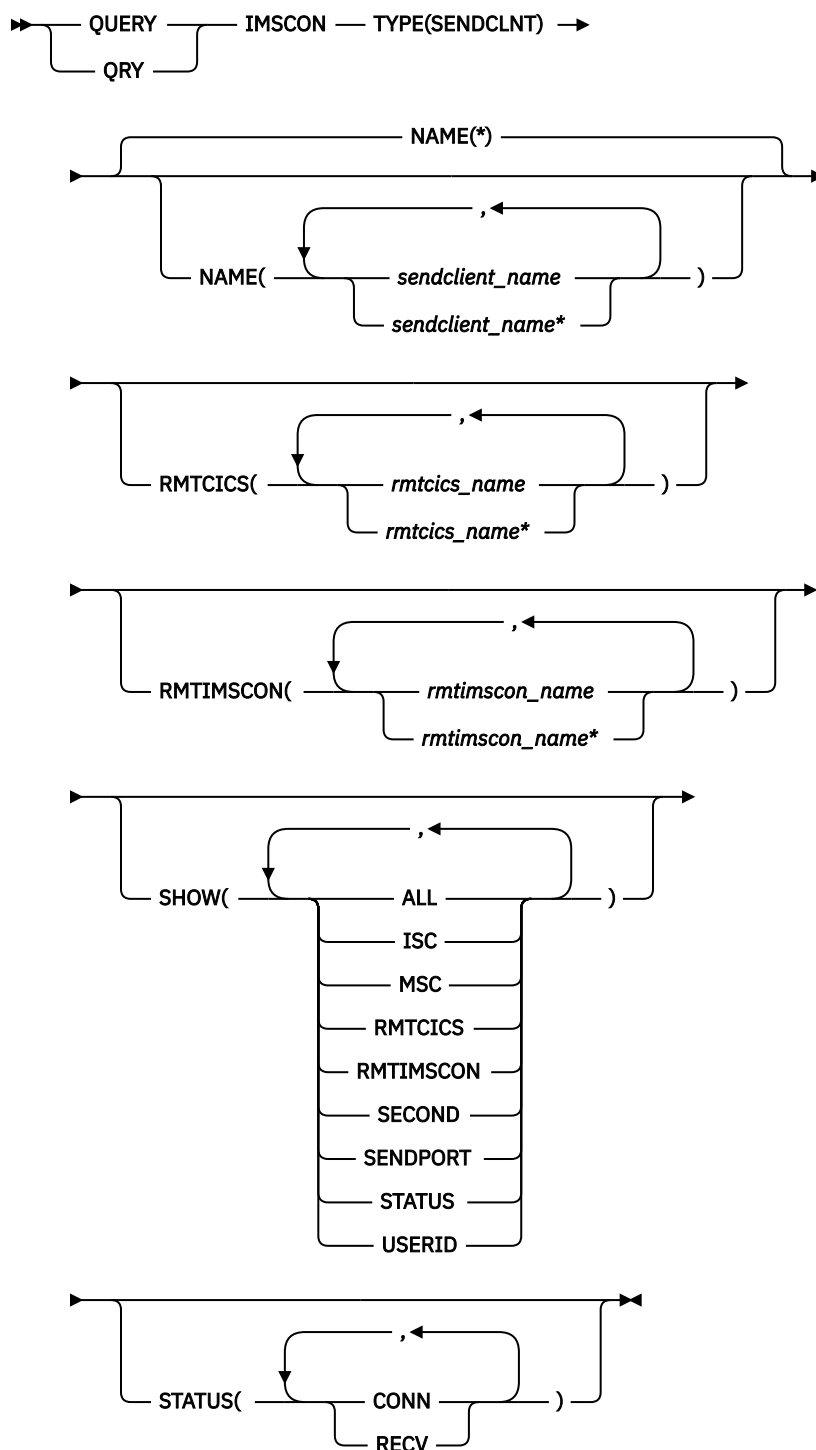 QUERY IMSCON TYPE(SENDCLNT)
QRY
NAME(*)
,
NAME( sendclient_name )
sendclient_name*
,
RMTCICS( rmtcics_name )
rmtcics_name*
,
RMTIMSCON( rmtimscon_name )
rmtimscon_name*
,
SHOW( ALL )
ISC
MSC
RMTCICS
RMTIMSCON
SECOND
SENDPORT
STATUS
USERID
,
STATUS( CONN )
RECV